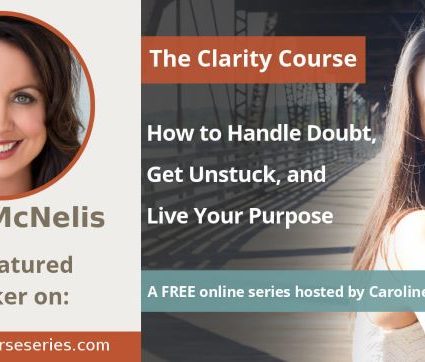 McNelis
atured
ker on:
rseseries.com
The Clarity Course
How to Handle Doubt,
Get Unstuck, and
Live Your Purpose
A FREE online series hosted by Caroline